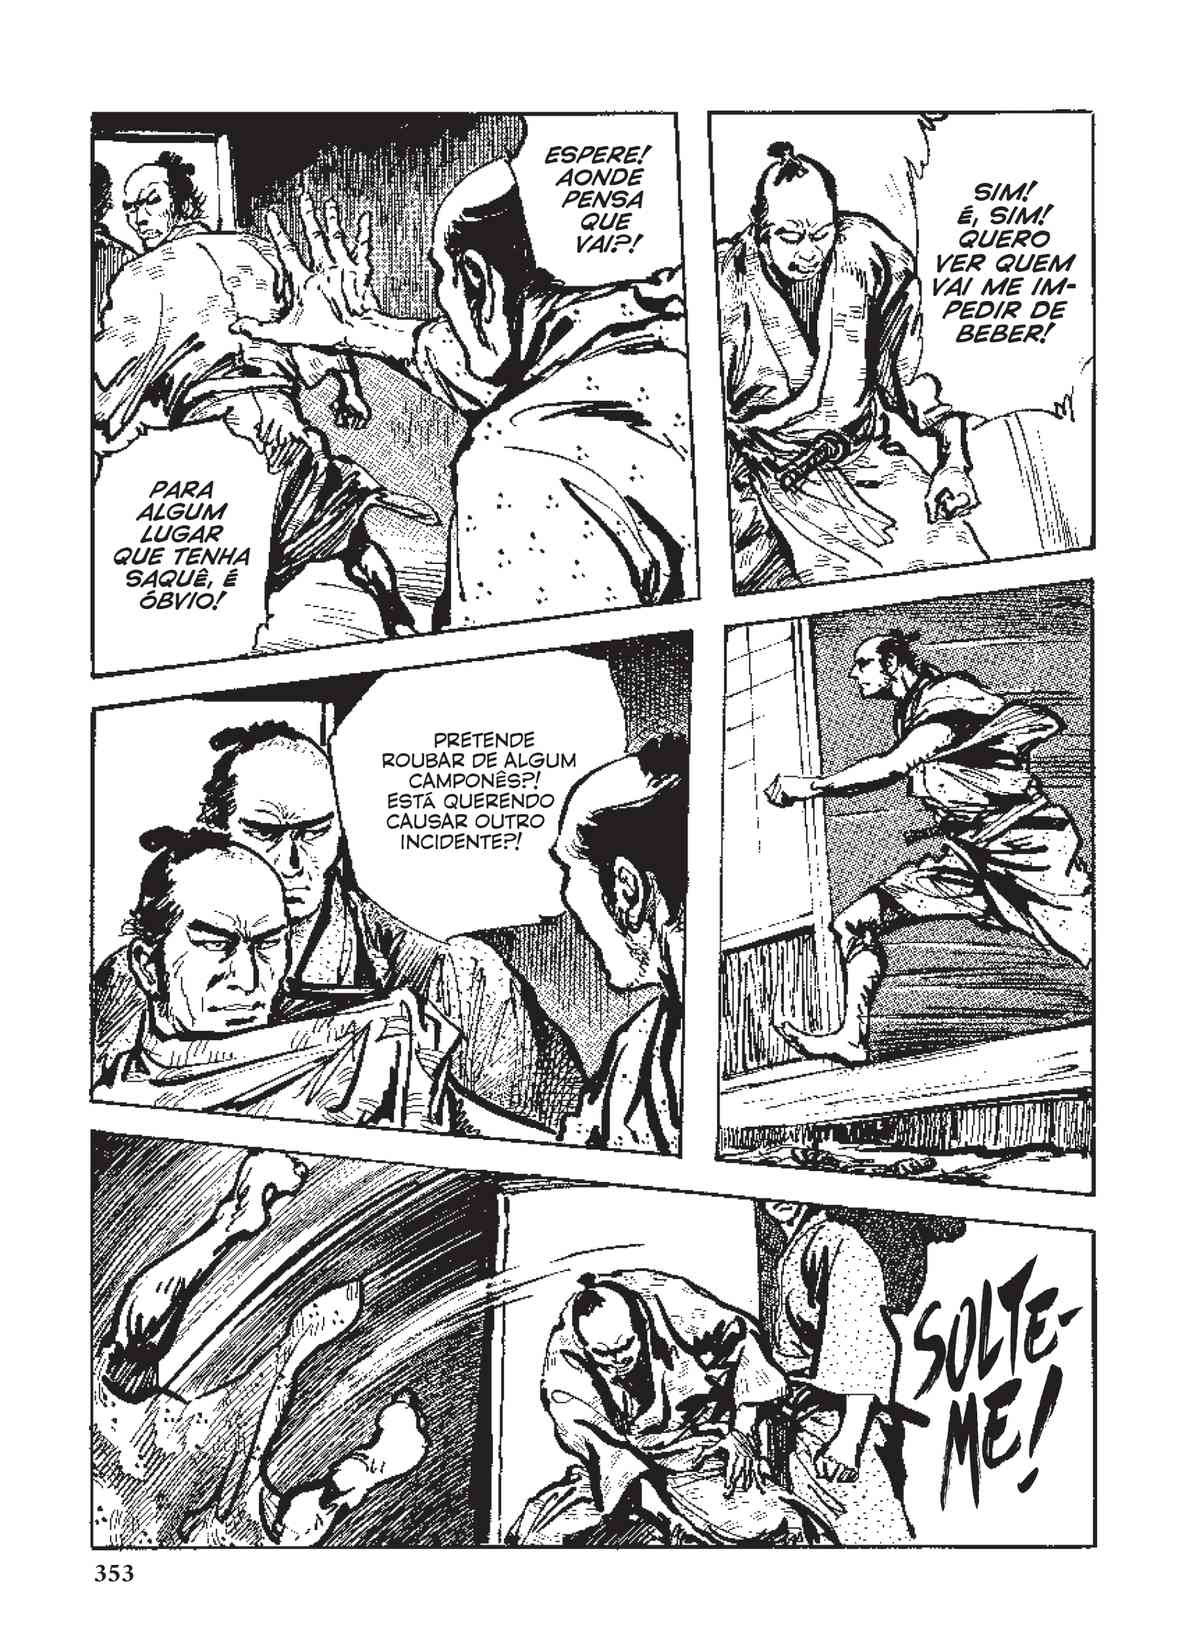 SIM!
É, SIM!
QUERO
VER QUEM
VAI ME IM-
PEDIR DE
BEBER!
ESPERE!
AONDE
PENSA
QUE
VAI?!
PARA
ALGUM
LUGAR
QUE TENHA
SAQUÊ, É
ÓBVIO!
PRETENDE
ROUBAR DE ALGUM
CAMPONÊS?!
ESTÁ QUERENDO
CAUSAR OUTRO
INCIDENTE?!
SOLTE-
ME!
353